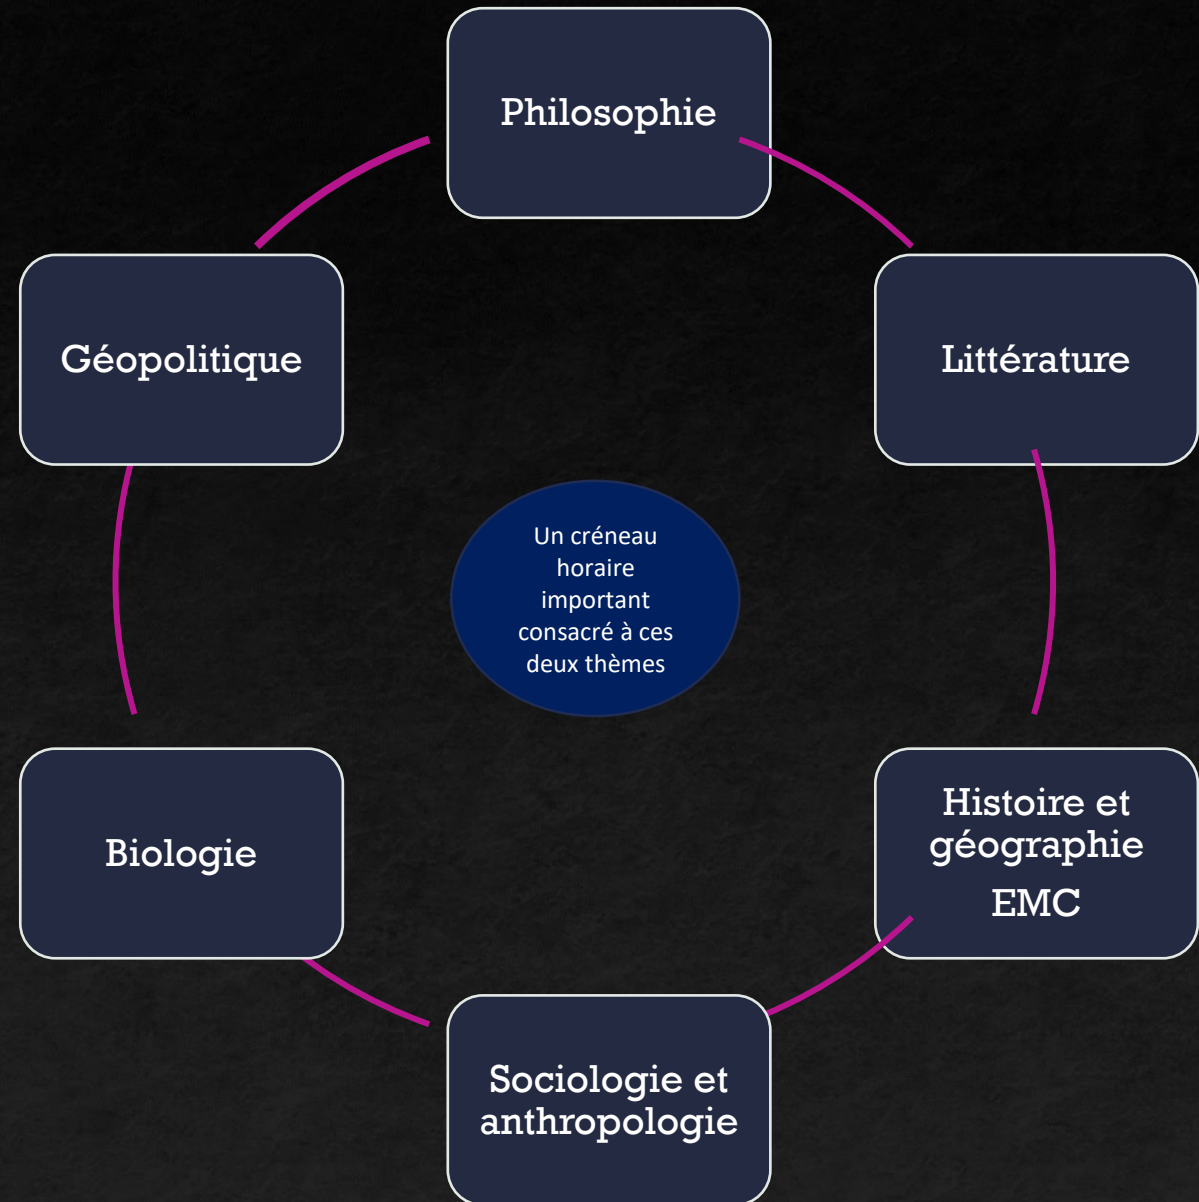 Philosophie
Géopolitique
Littérature
Un créneau
horaire
important
consacré à ces
deux thèmes
Biologie
Histoire et
géographie
EMC
Sociologie et
anthropologie